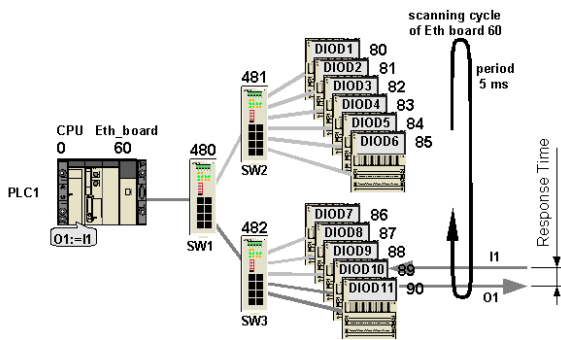 scanning cycle
of Eth board 60
period
5 ms
DIOD1 80
DIOD2 81
DIOD3 82
DIOD4 83
DIOD5 84
DIOD6 85
481
SW2
CPU Eth_board
0 60
PLC1
O1:=I1
480
SW1
482
SW3
DIOD7 86
DIOD8 87
DIOD9 88
DIOD10 89
DIOD11 90
I1
O1
Response Time